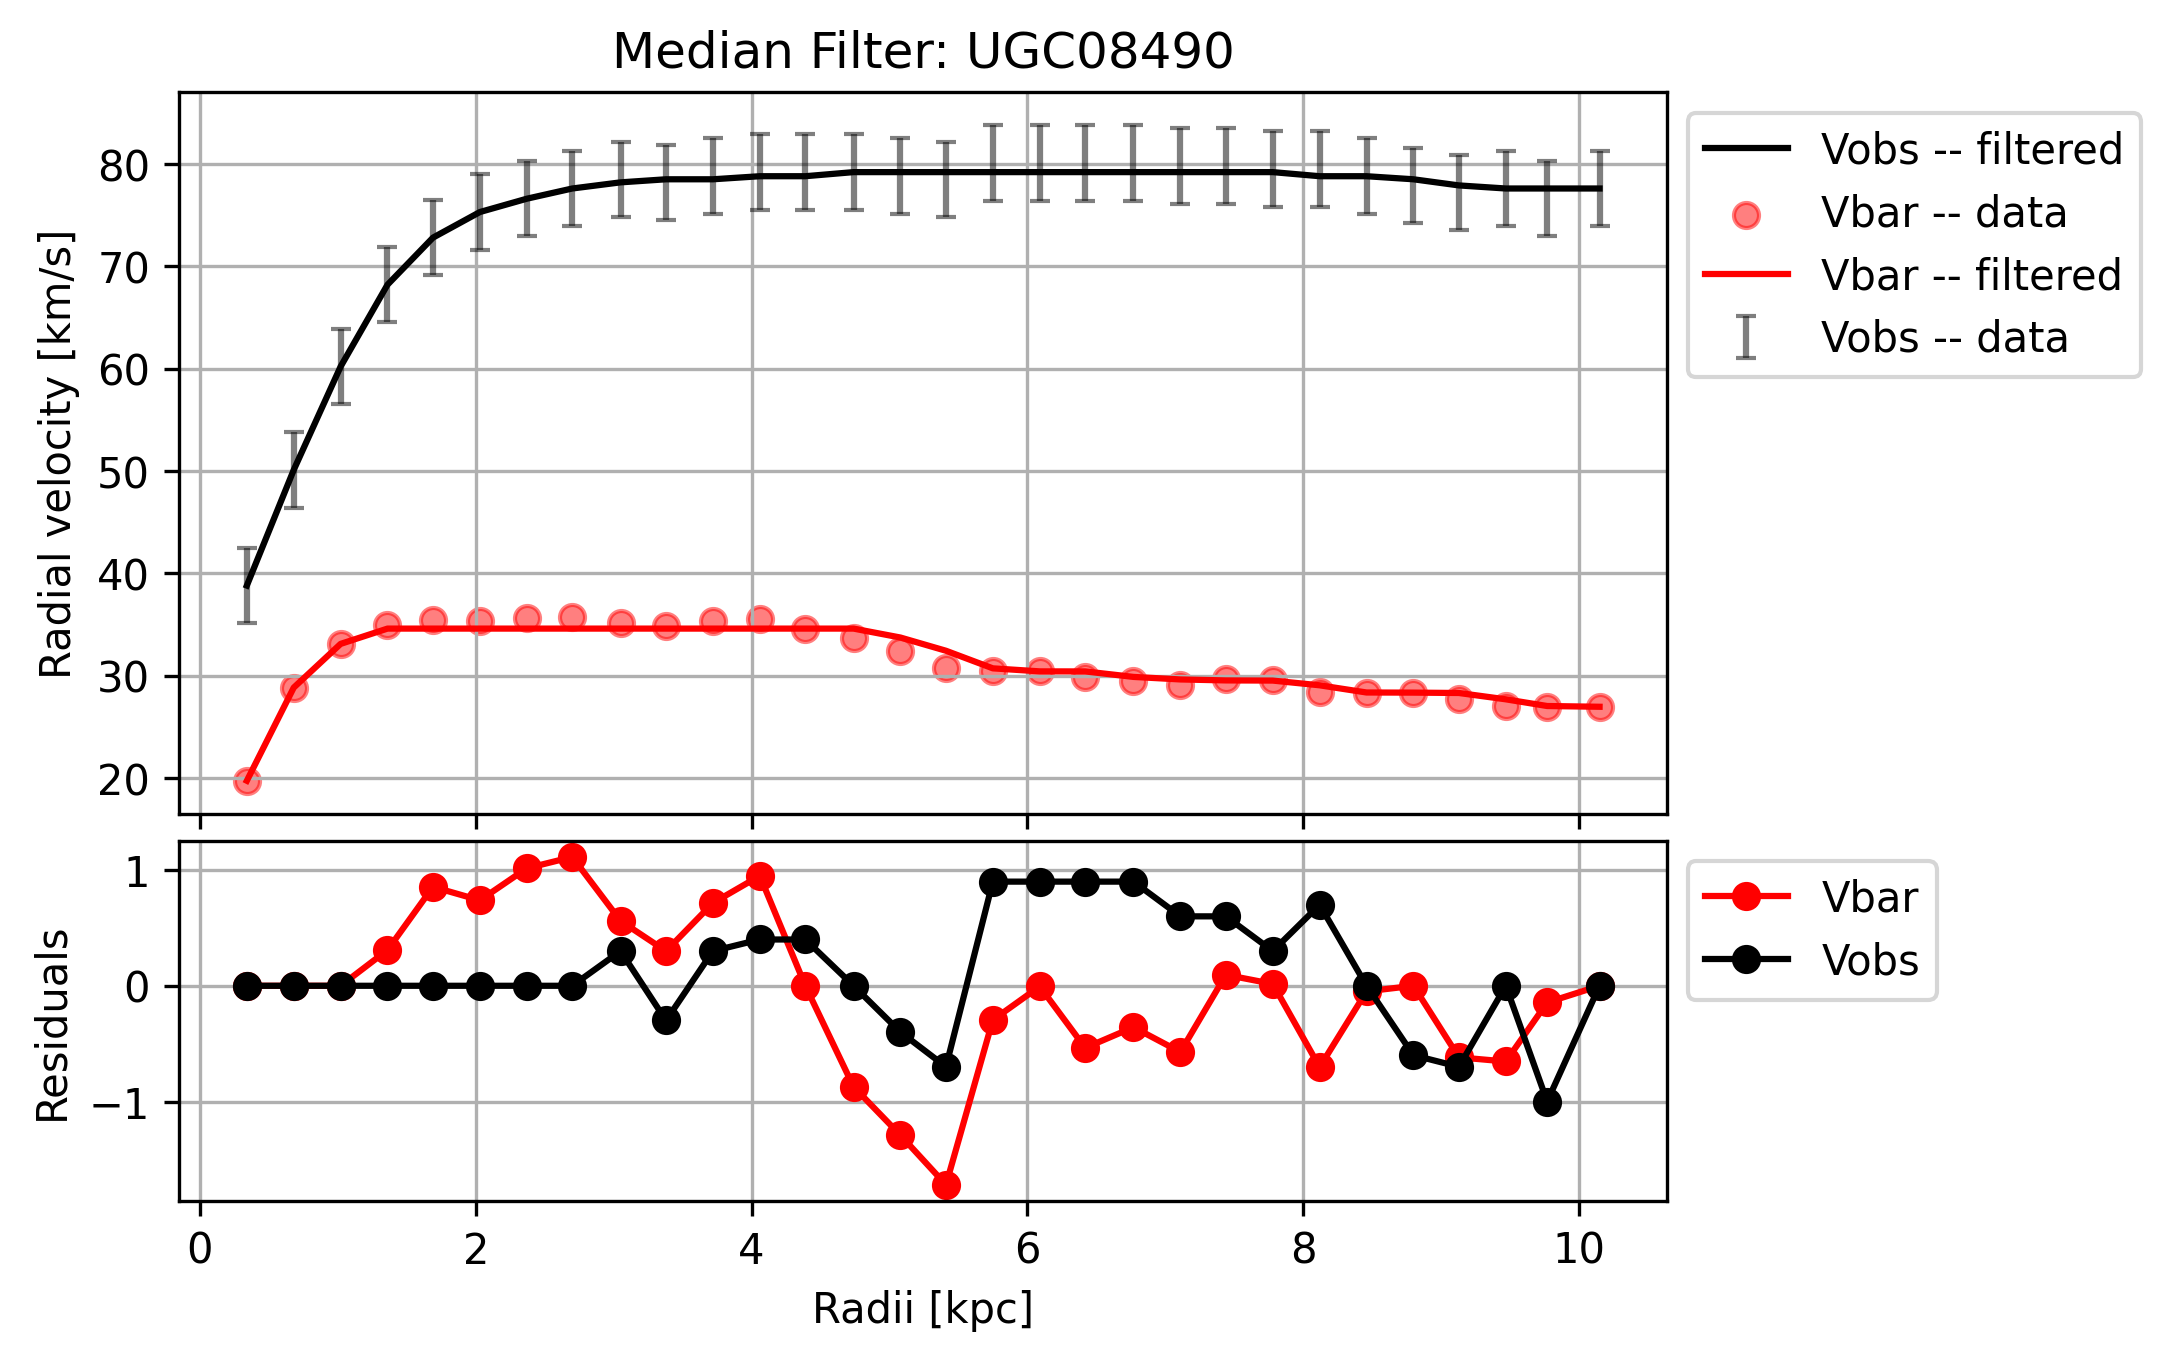 Median Filter: UGC08490
Radial velocity [km/s]
80
70
60
50
40
30
20
Vobs -- filtered
Vbar -- data
Vbar -- filtered
Vobs -- data
Residuals
1
0
−1
Vbar
Vobs
0 2 4 6 8 10
Radii [kpc]